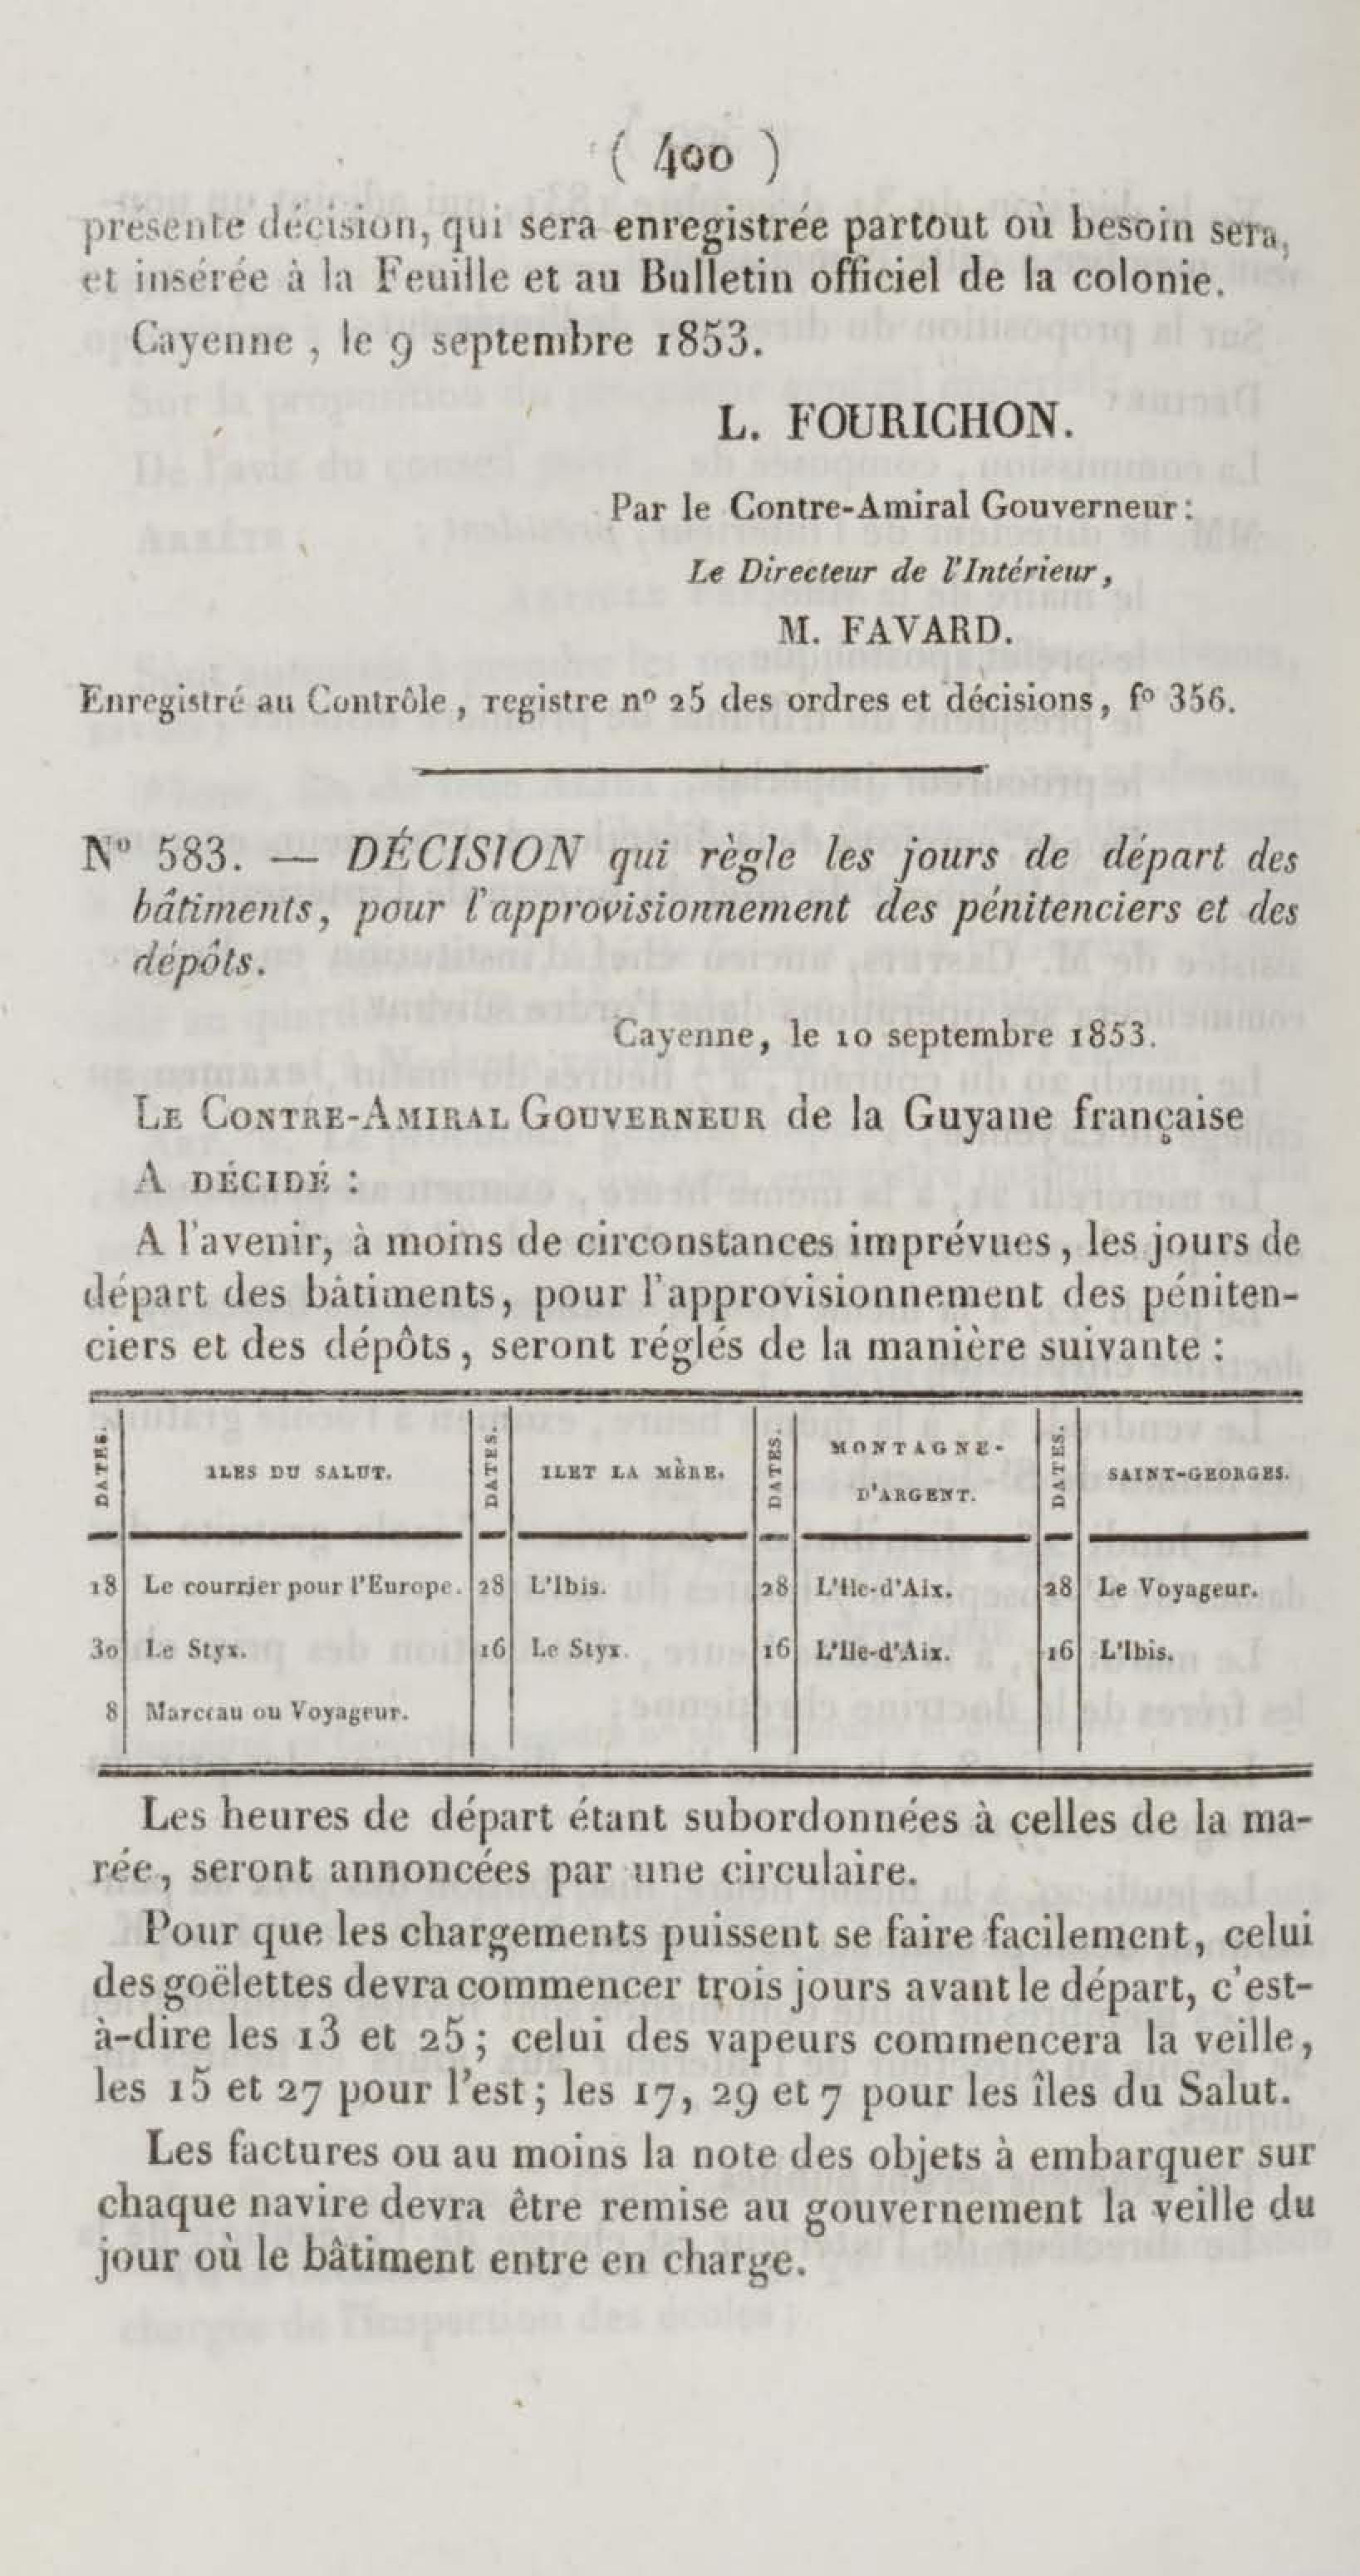 ( 400 )
présente décision, qui sera enregistrée partout où besoin sera,
et insérée à la Feuille et au Bulletin officiel de la colonie.
Cayenne, le 9 septembre 1853.
L. FOURICHON.
Par le Contre-Amiral Gouverneur:
Le Directeur de l'Intérieur,
M. FAVARD.
Enregistré au Contrôle, registre nº 25 des ordres et décisions, fº 356.
Nº 583. — DÉCISION qui règle les jours de départ des
bâtiments, pour l'approvisionnement des pénitenciers et des
dépôts.
Cayenne, le 10 septembre 1853.
LE CONTRE-AMIRAL GOUVERNEUR de la Guyane française
A DÉCIDÉ :
A l'avenir, à moins de circonstances imprévues, les jours de
départ des bâtiments, pour l'approvisionnement des péniten-
ciers et des dépôts, seront réglés de la manière suivante :
DATES. ILES DU SALUT. DATES. ILET LA MÈRE. DATES. MONTAGNE-D'ARGENT. DATES. SAINT-GEORGES.
18 Le courrier pour l'Europe. 28 L'Ibis. 28 L'Ile-d'Aix. 28 Le Voyageur.
30 Le Styx. 16 Le Styx. 16 L'Ile-d'Aix. 16 L'Ibis.
8 Marceau ou Voyageur.
Les heures de départ étant subordonnées à celles de la ma-
rée, seront annoncées par une circulaire.
Pour que les chargements puissent se faire facilement, celui
des goëlettes devra commencer trois jours avant le départ, c'est-
à-dire les 13 et 25; celui des vapeurs commencera la veille,
les 15 et 27 pour l'est; les 17, 29 et 7 pour les îles du Salut.
Les factures ou au moins la note des objets à embarquer sur
chaque navire devra être remise au gouvernement la veille du
jour où le bâtiment entre en charge.